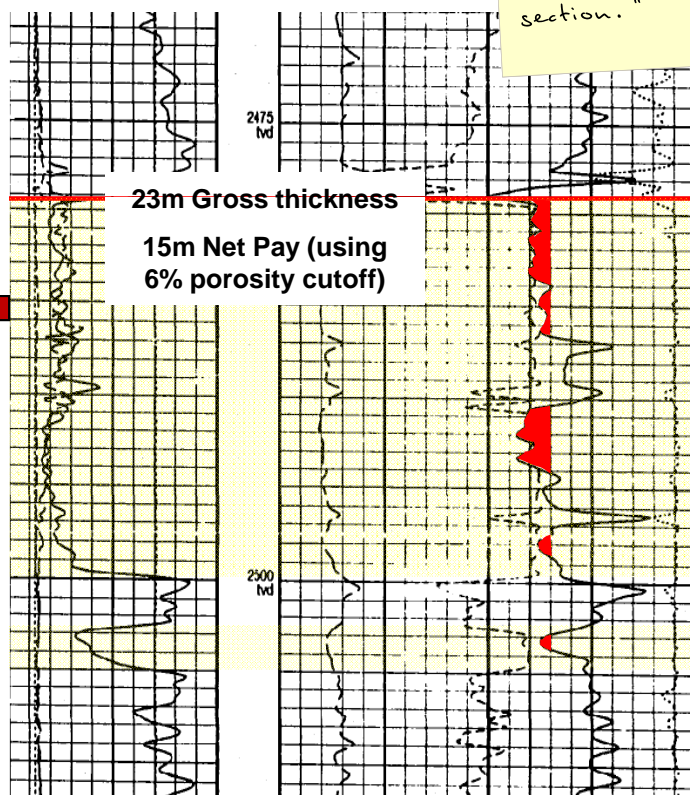 section."
2475
tvd
23m Gross thickness
15m Net Pay (using
6% porosity cutoff)
2500
tvd